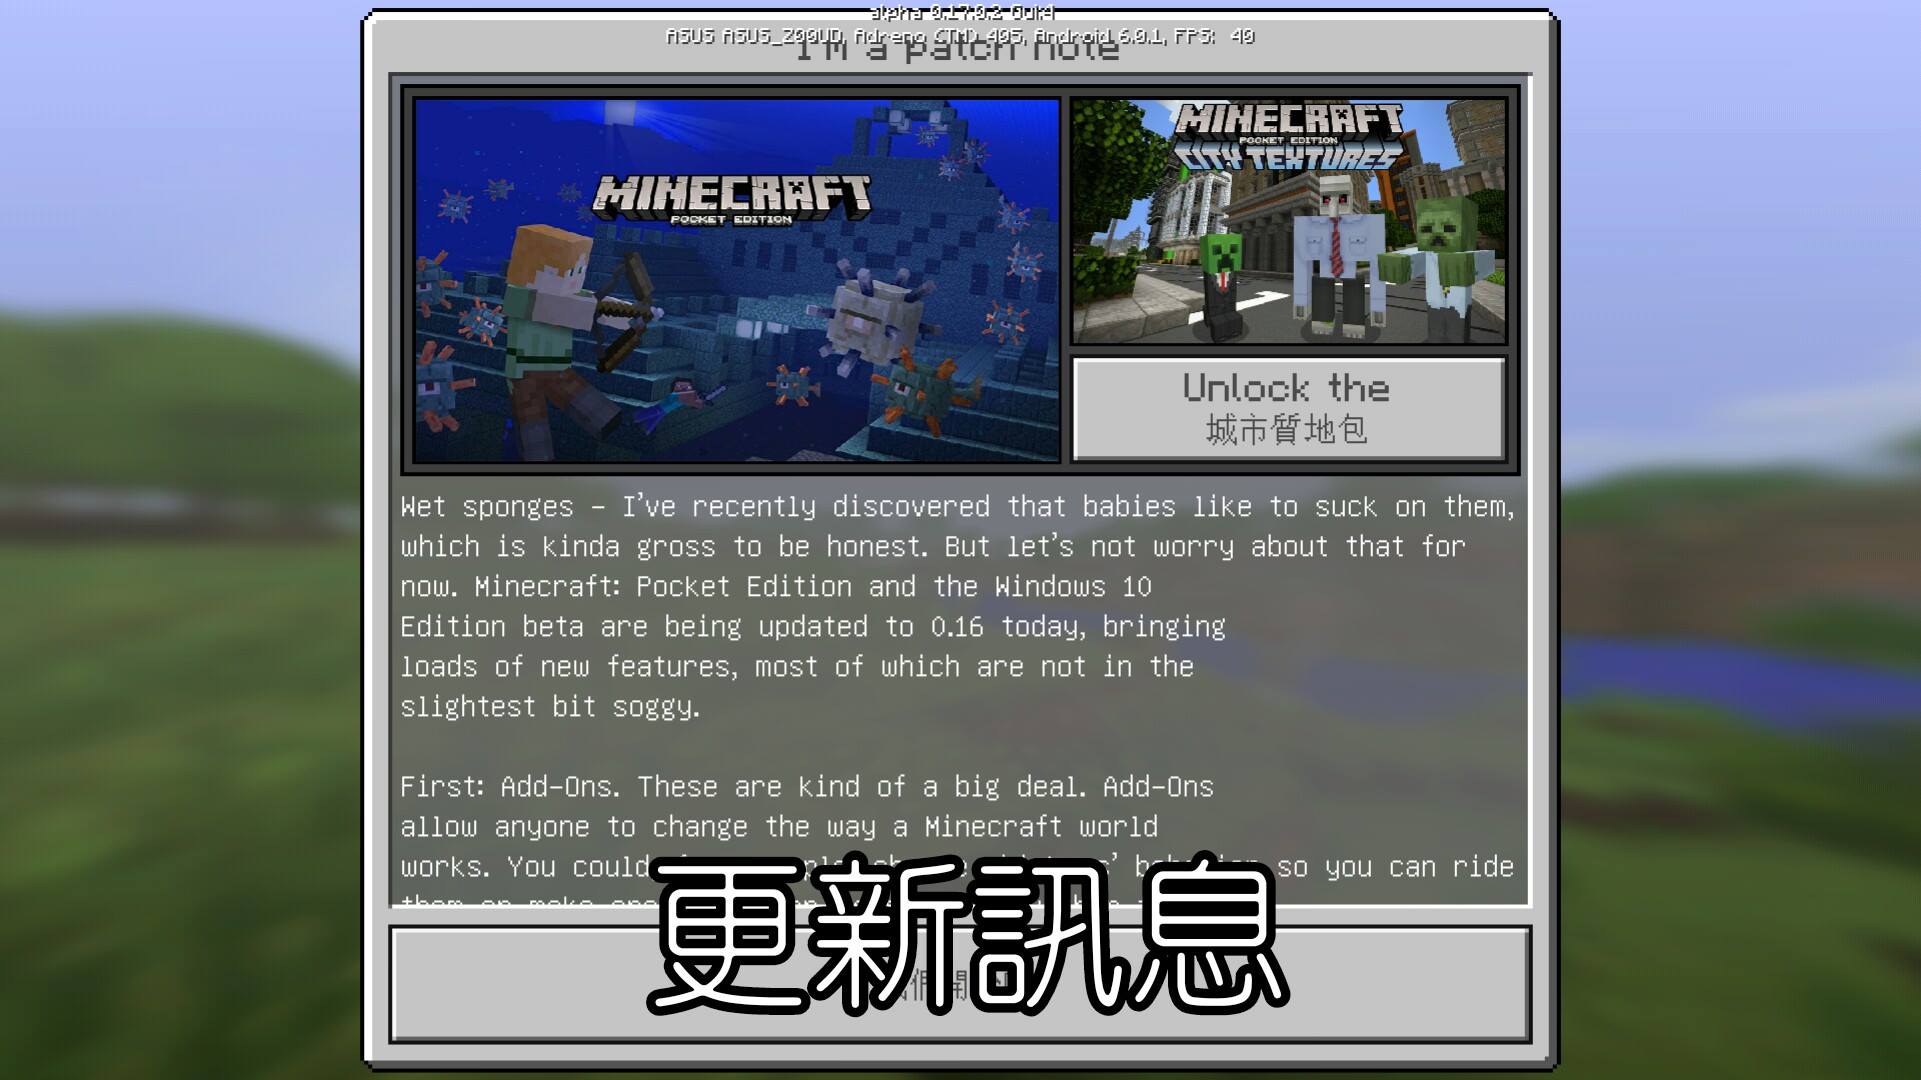 alpha 0.17.0.2
ASUS ASUS_Z00UD, Adreno (TM) 405, Android 6.0.1, FPS: 40
I'm a patch note
MINECRAFT
POCKET EDITION
MINECRAFT
POCKET EDITION
CITY TEXTURES
Unlock the
城市質地包
Wet sponges – I’ve recently discovered that babies like to suck on them,
which is kinda gross to be honest. But let’s not worry about that for
now. Minecraft: Pocket Edition and the Windows 10
Edition beta are being updated to 0.16 today, bringing
loads of new features, most of which are not in the
slightest bit soggy.
First: Add-Ons. These are kind of a big deal. Add-Ons
allow anyone to change the way a Minecraft world
works. You could so you can ride
更新訊息